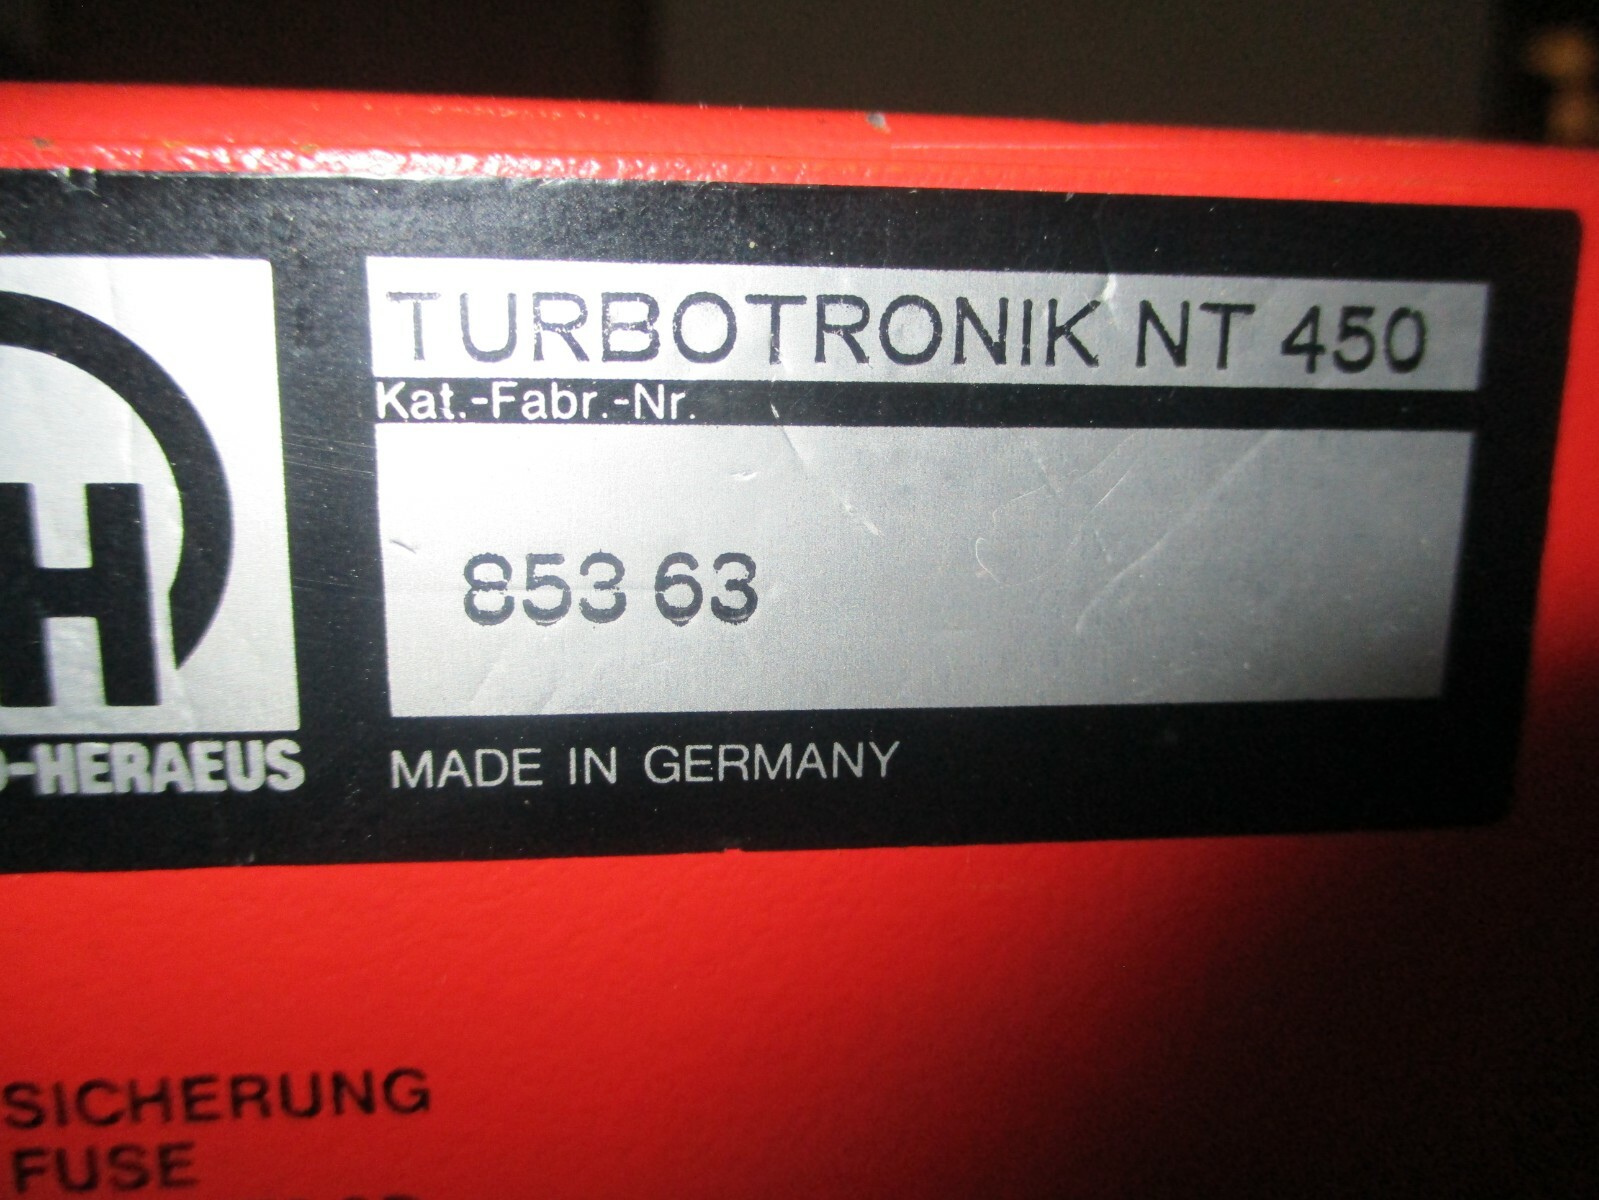 TURBOTRONIK NT 450
Kat.-Fabr.-Nr.
853 63
H
-HERAEUS
MADE IN GERMANY
SICHERUNG
FUSE